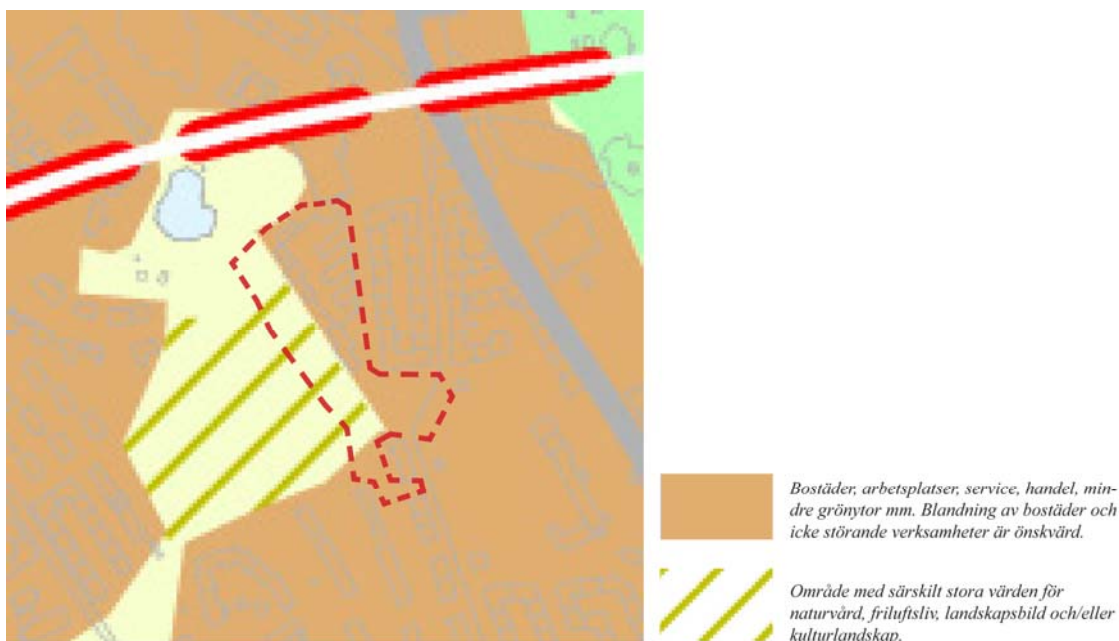 Bostäder, arbetsplatser, service, handel, min-
dre grönytor mm. Blandning av bostäder och
icke störande verksamheter är önskvärd.
Område med särskilt stora värden för
naturvård, friluftsliv, landskapsbild och/eller
kulturlandskap.